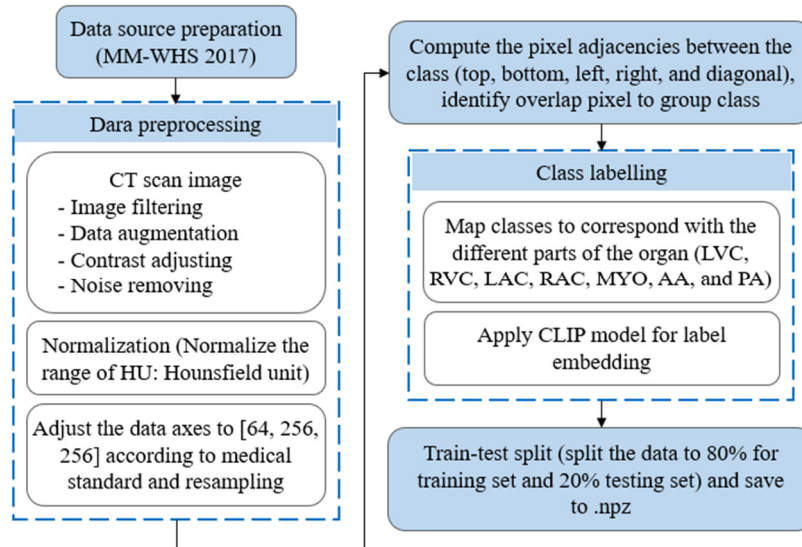 Data source preparation
(MM-WHS 2017)
Dara preprocessing
CT scan image
- Image filtering
- Data augmentation
- Contrast adjusting
- Noise removing
Normalization (Normalize the
range of HU: Hounsfield unit)
Adjust the data axes to [64, 256,
256] according to medical
standard and resampling
Compute the pixel adjacencies between the
class (top, bottom, left, right, and diagonal),
identify overlap pixel to group class
Class labelling
Map classes to correspond with the
different parts of the organ (LVC,
RVC, LAC, RAC, MYO, AA, and PA)
Apply CLIP model for label
embedding
Train-test split (split the data to 80% for
training set and 20% testing set) and save
to .npz